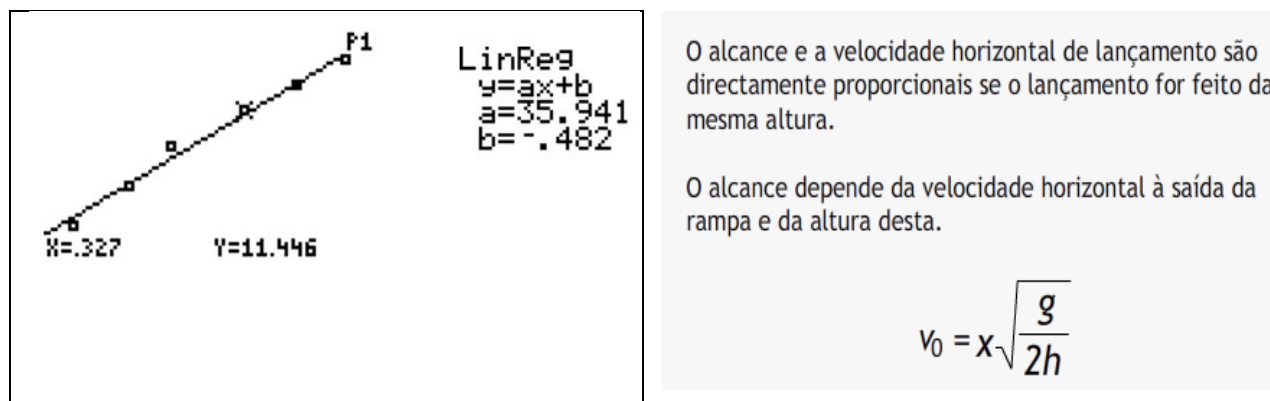 P1
LinReg
y=ax+b
a=35.941
b=-.482
X=.327 Y=11.446
O alcance e a velocidade horizontal de lançamento são
directamente proporcionais se o lançamento for feito da
mesma altura.
O alcance depende da velocidade horizontal à saída da
rampa e da altura desta.
v₀ = x√(g/2h)